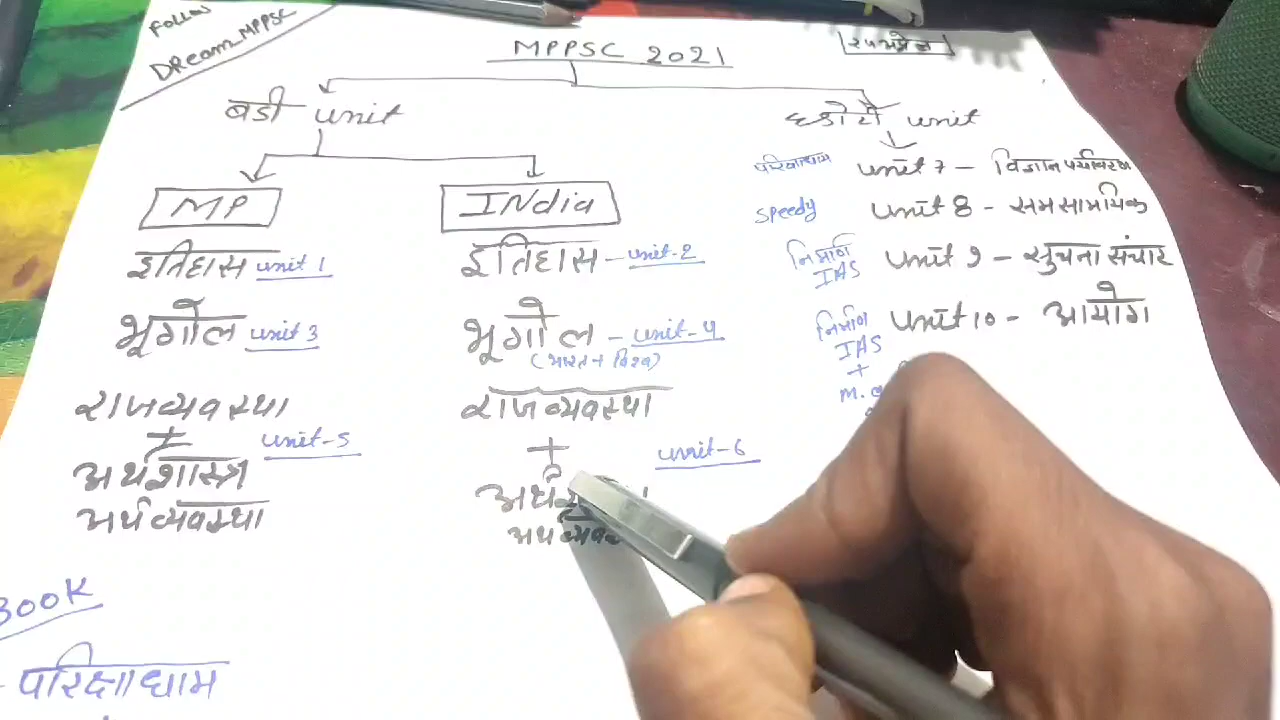 FOLLOW
DReam_MPPSC
MPPSC 2021
बडी unit
छोटी unit
MP
INdia
इतिहास unit 1
भूगोल unit 3
राजव्यवस्था
+
अर्थशास्त्र unit-5
अर्थव्यवस्था
इतिहास - unit-2
भूगोल - unit-4
(भारत + विश्व)
राजव्यवस्था
+ unit-6
परिक्षाधाम unit 7 - विज्ञान पर्यावरण
speedy unit 8 - समसामयिक
निर्माण IAS unit 9 - सुचना संचार
निर्माण IAS unit 10 - आयोग
+
Book
- परिक्षाधाम